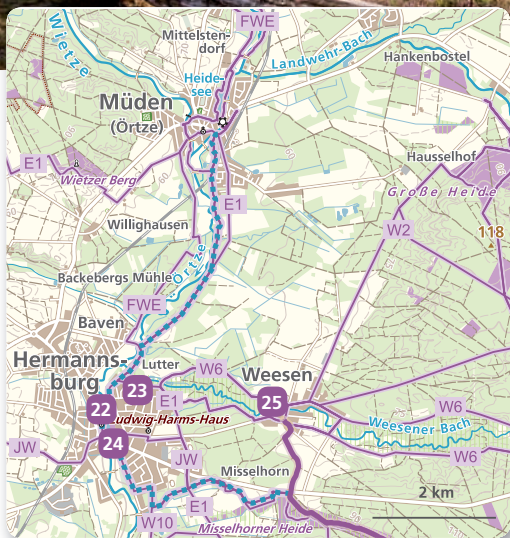 FWE
Mittelsten-
dorf
Wietze
Landwehr-Bach
Hankenbostel
Heide-
see
Müden
(Örtze)
Hausselhof
E1
Wietzer Berg
Große Heide
E1
W2
118
Willighausen
Örtze
Backebergs Mühle
FWE
Baven
Hermanns-
burg
Lutter
W6
Weesen
23
22
E1
25
W6
Ludwig-Harms-Haus
Weesener Bach
24
JW
JW
W6
Misselhorn
2 km
E1
W10
Misselhorner Heide